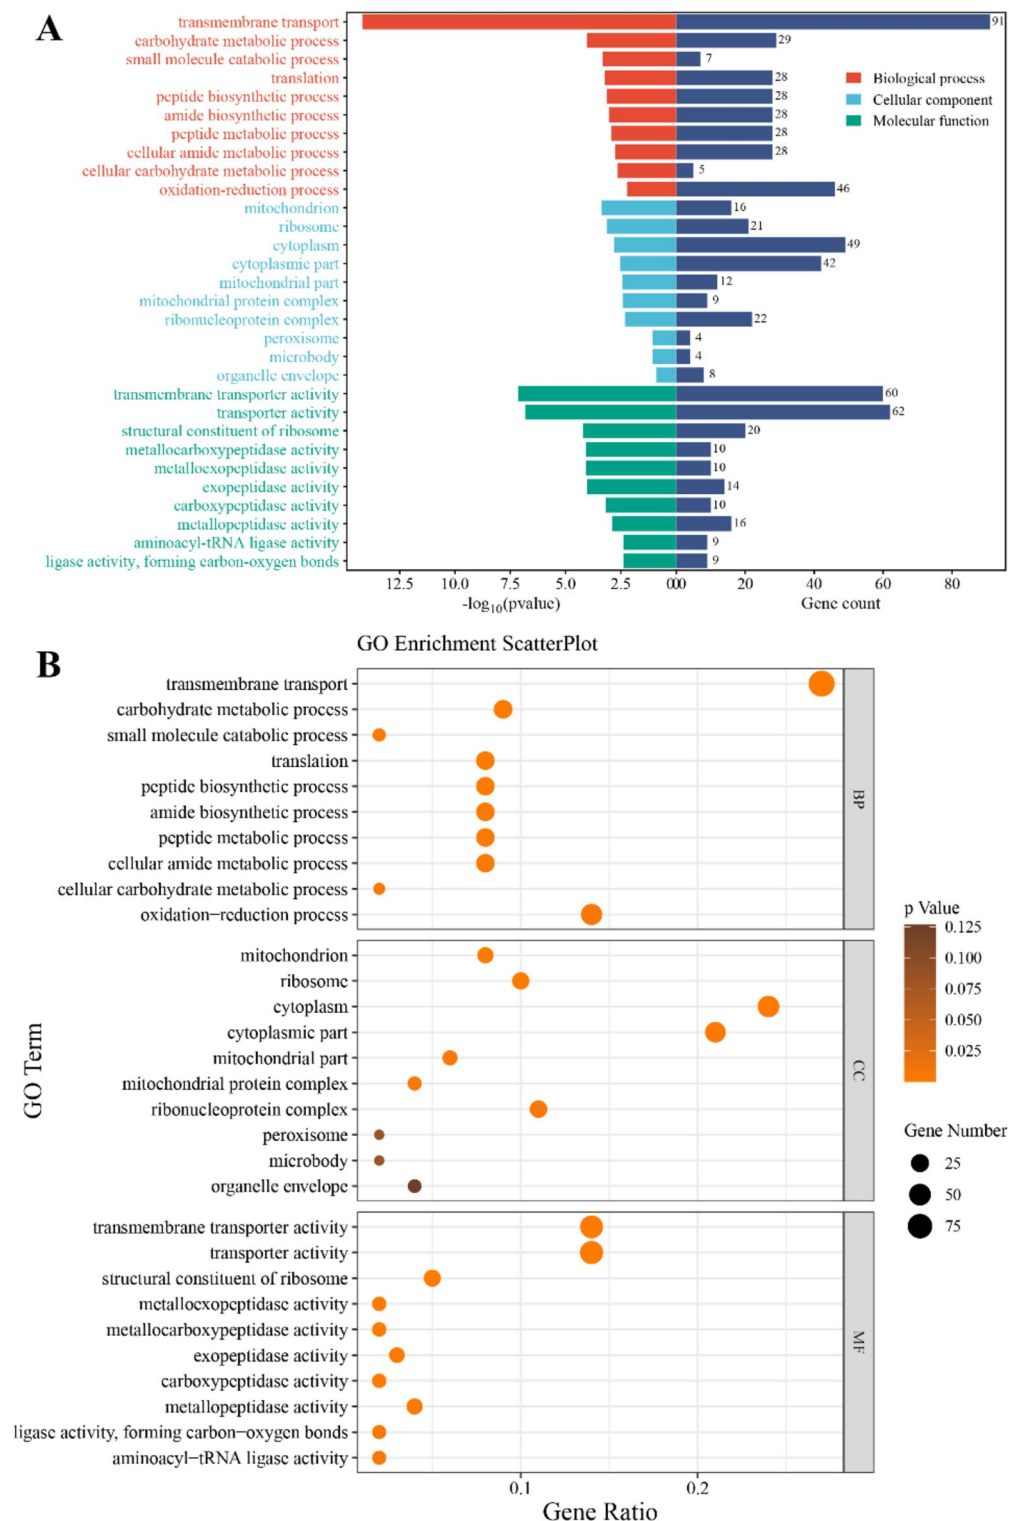 A
transmembrane transport 91
carbohydrate metabolic process 29
small molecule catabolic process 7
translation 28
peptide biosynthetic process 28
amide biosynthetic process 28
peptide metabolic process 28
cellular amide metabolic process 28
cellular carbohydrate metabolic process 5
oxidation-reduction process 46
mitochondrion 16
ribosome 21
cytoplasm 49
cytoplasmic part 42
mitochondrial part 12
mitochondrial protein complex 9
ribonucleoprotein complex 22
peroxisome 4
microbody 4
organelle envelope 8
transmembrane transporter activity 60
transporter activity 62
structural constituent of ribosome 20
metallocarboxypeptidase activity 10
metalloexopeptidase activity 10
exopeptidase activity 14
carboxypeptidase activity 10
metallopeptidase activity 16
aminoacyl-tRNA ligase activity 9
ligase activity, forming carbon-oxygen bonds 9
Biological process
Cellular component
Molecular function
12.5 10.0 7.5 5.0 2.5 0.0 0 20 40 60 80
-log10(pvalue) Gene count
B
GO Enrichment ScatterPlot
GO Term
transmembrane transport
carbohydrate metabolic process
small molecule catabolic process
translation
peptide biosynthetic process
amide biosynthetic process
peptide metabolic process
cellular amide metabolic process
cellular carbohydrate metabolic process
oxidation−reduction process
BP
mitochondrion
ribosome
cytoplasm
cytoplasmic part
mitochondrial part
mitochondrial protein complex
ribonucleoprotein complex
peroxisome
microbody
organelle envelope
CC
transmembrane transporter activity
transporter activity
structural constituent of ribosome
metalloexopeptidase activity
metallocarboxypeptidase activity
exopeptidase activity
carboxypeptidase activity
metallopeptidase activity
ligase activity, forming carbon−oxygen bonds
aminoacyl−tRNA ligase activity
MF
0.1 0.2
Gene Ratio
p Value
0.125
0.100
0.075
0.050
0.025
Gene Number
25
50
75